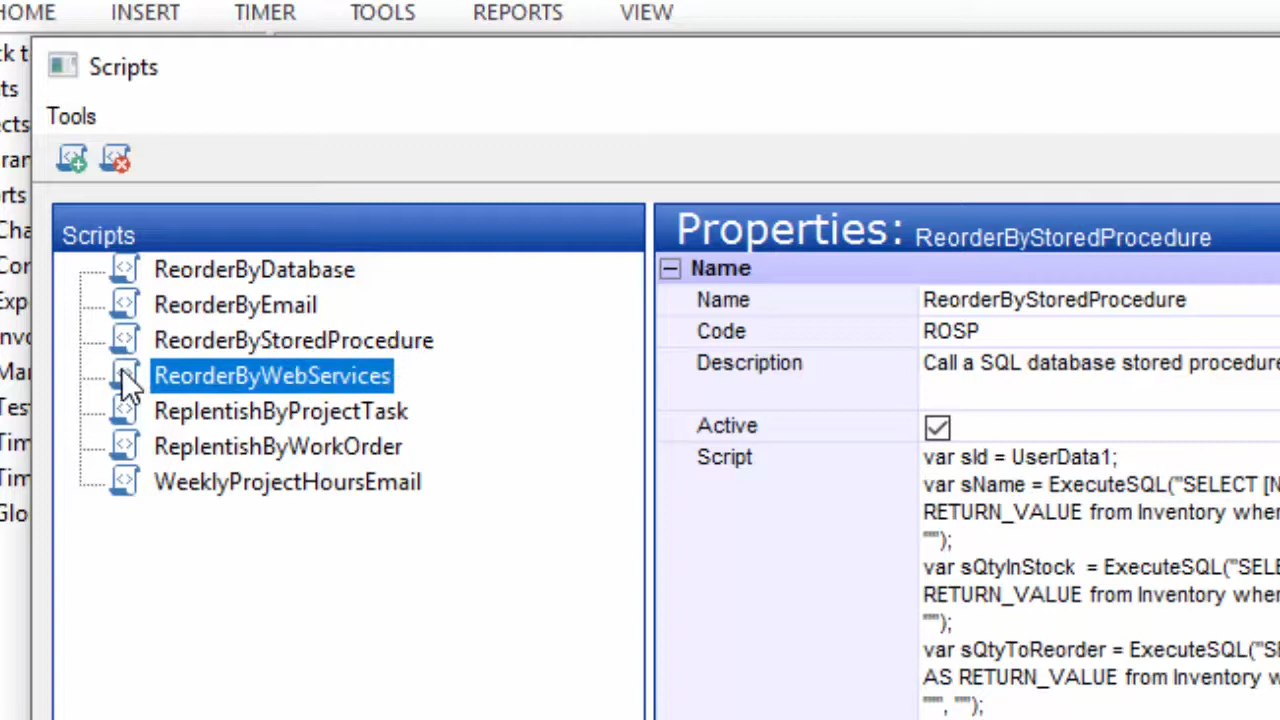 HOME INSERT TIMER TOOLS REPORTS VIEW
Scripts
Tools
Scripts
ReorderByDatabase
ReorderByEmail
ReorderByStoredProcedure
ReorderByWebServices
ReplentishByProjectTask
ReplentishByWorkOrder
WeeklyProjectHoursEmail
Properties: ReorderByStoredProcedure
Name
Name ReorderByStoredProcedure
Code ROSP
Description Call a SQL database stored procedure
Active
Script var sId = UserData1;
var sName = ExecuteSQL("SELECT [N
RETURN_VALUE from Inventory wher
"'");
var sQtyInStock = ExecuteSQL("SELE
RETURN_VALUE from Inventory wher
"'");
var sQtyToReorder = ExecuteSQL("SE
AS RETURN_VALUE from Inventory w
"'", "");